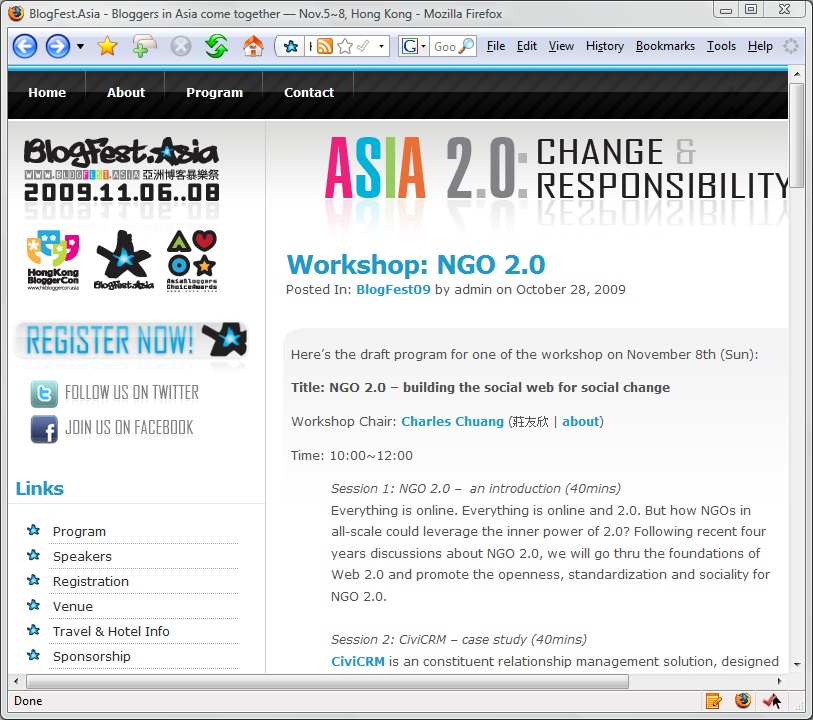 BlogFest.Asia - Bloggers in Asia come together — Nov.5~8, Hong Kong - Mozilla Firefox
Goo
File Edit View History Bookmarks Tools Help
Home About Program Contact
BlogFest.Asia
WWW.BLOGFEST.ASIA 亞洲博客暴樂祭
2009.11.06..08
ASIA 2.0: CHANGE &
RESPONSIBILITY
HongKong
BloggerCon
www.hkbloggercon.asia
BlogFest.Asia
AsiaBloggers
ChoiceAwards
REGISTER NOW!
FOLLOW US ON TWITTER
JOIN US ON FACEBOOK
Links
Program
Speakers
Registration
Venue
Travel & Hotel Info
Sponsorship
Workshop: NGO 2.0
Posted In: BlogFest09 by admin on October 28, 2009
Here’s the draft program for one of the workshop on November 8th (Sun):
Title: NGO 2.0 – building the social web for social change
Workshop Chair: Charles Chuang (莊友欣 | about)
Time: 10:00~12:00
Session 1: NGO 2.0 – an introduction (40mins)
Everything is online. Everything is online and 2.0. But how NGOs in
all-scale could leverage the inner power of 2.0? Following recent four
years discussions about NGO 2.0, we will go thru the foundations of
Web 2.0 and promote the openness, standardization and sociality for
NGO 2.0.
Session 2: CiviCRM – case study (40mins)
CiviCRM is an constituent relationship management solution, designed
Done